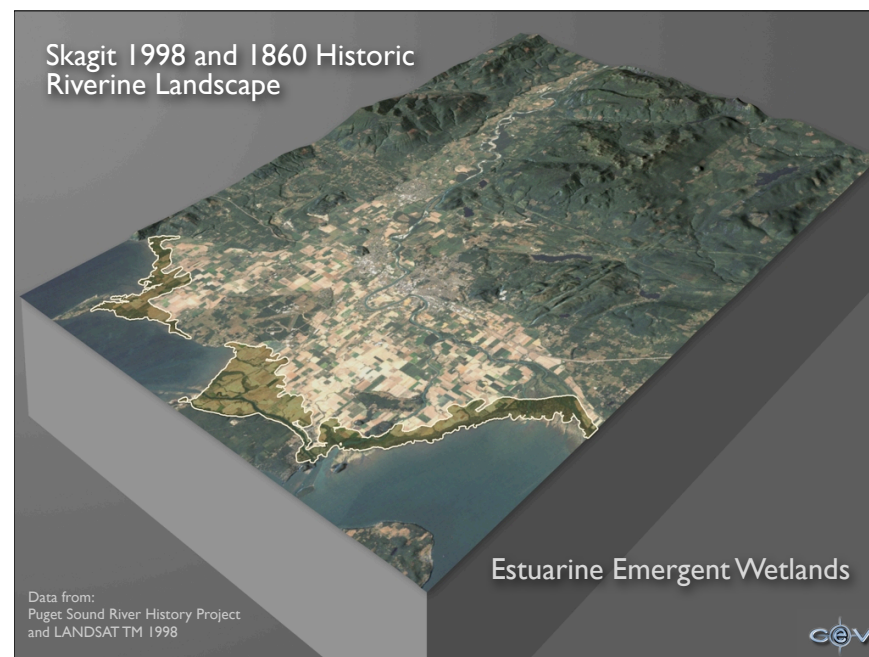 Skagit 1998 and 1860 Historic
Riverine Landscape
Estuarine Emergent Wetlands
Data from:
Puget Sound River History Project
and LANDSAT TM 1998
cev